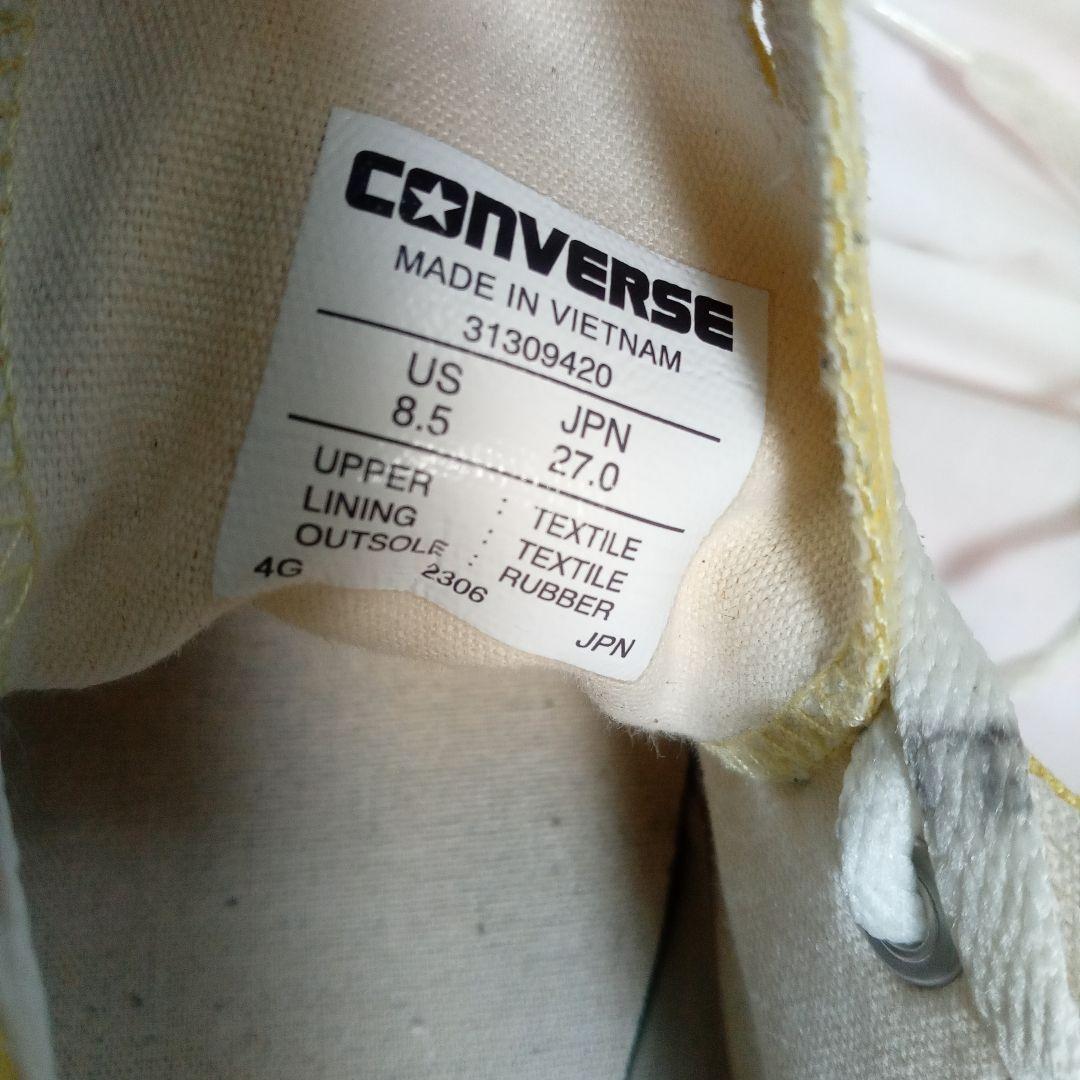 CONVERSE
MADE IN VIETNAM
31309420
US JPN
8.5 27.0
UPPER : TEXTILE
LINING : TEXTILE
OUTSOLE : RUBBER
4G 2306 JPN